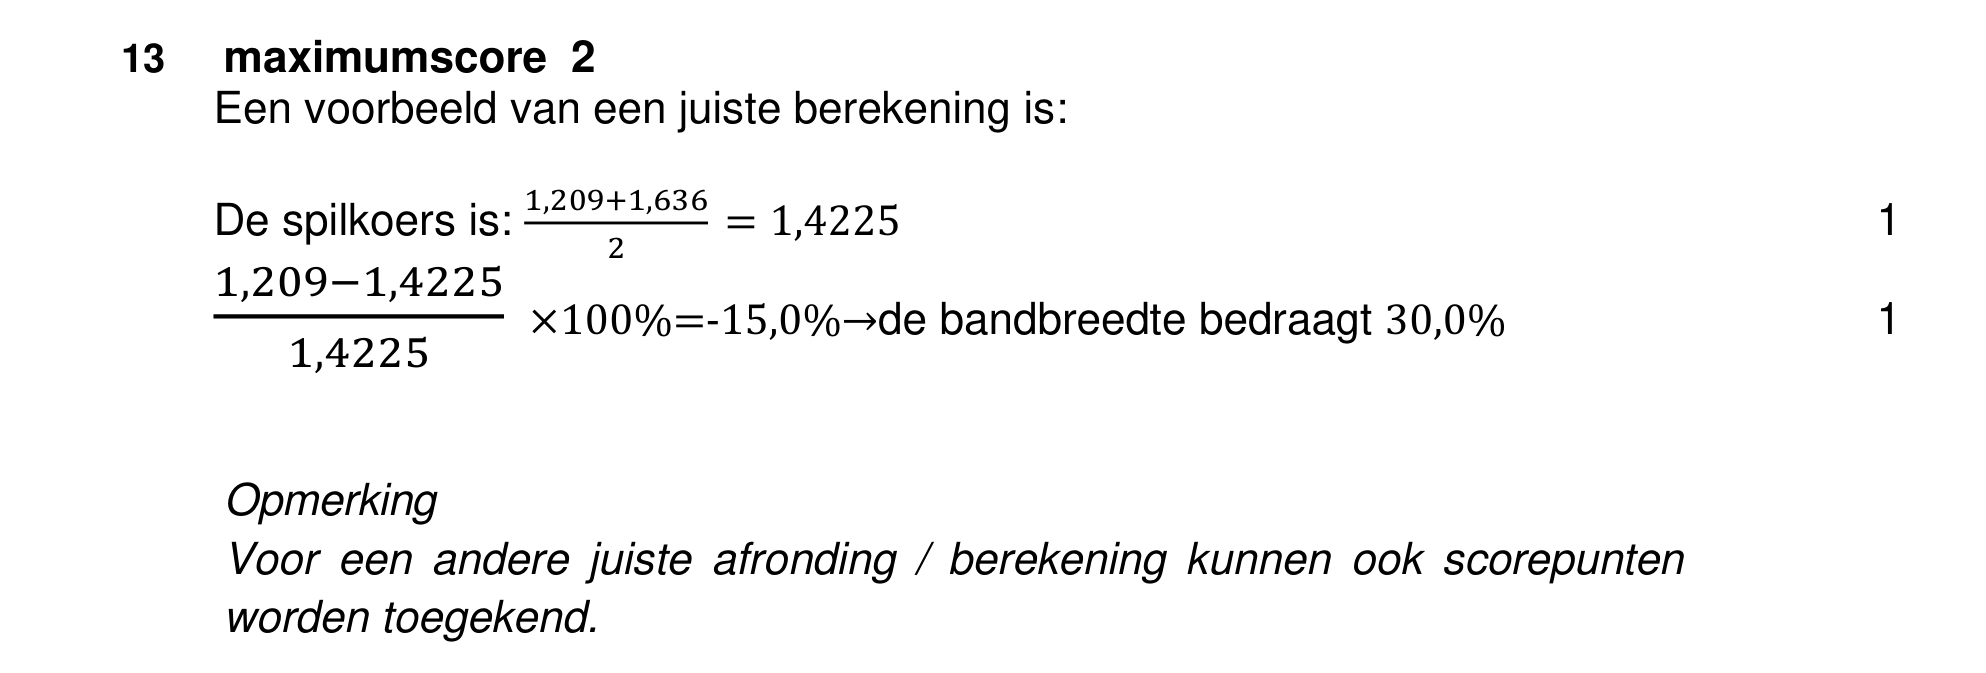 13 maximumscore 2
Een voorbeeld van een juiste berekening is:
De spilkoers is: \frac{1,209+1,636}{2} = 1,4225 1
\frac{1,209−1,4225}{1,4225} ×100%=-15,0%→de bandbreedte bedraagt 30,0% 1
Opmerking
Voor een andere juiste afronding / berekening kunnen ook scorepunten
worden toegekend.